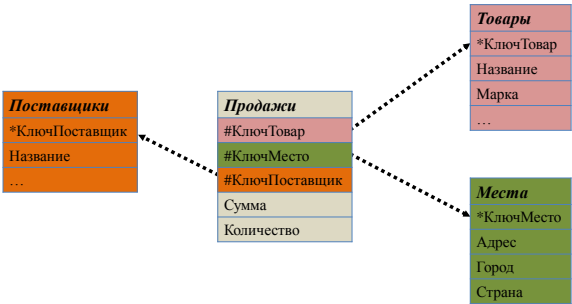 Товары
*КлючТовар
Название
Марка
…
Поставщики
*КлючПоставщик
Название
…
Продажи
#КлючТовар
#КлючМесто
#КлючПоставщик
Сумма
Количество
Места
*КлючМесто
Адрес
Город
Страна